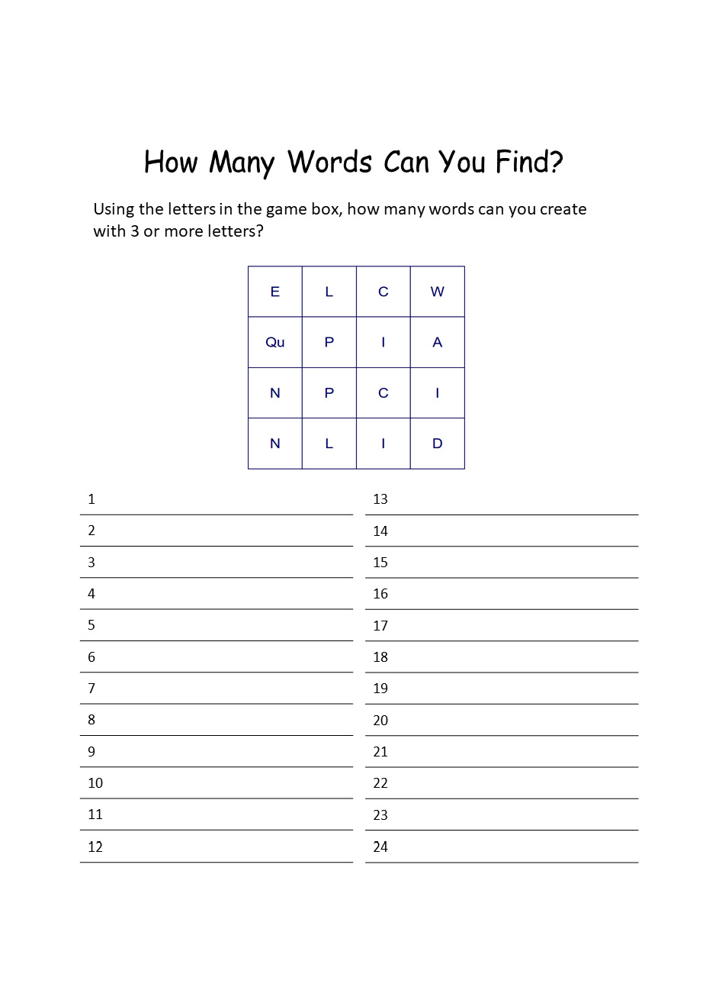 How Many Words Can You Find?
Using the letters in the game box, how many words can you create
with 3 or more letters?
E L C W
Qu P I A
N P C I
N L I D
1 13
2 14
3 15
4 16
5 17
6 18
7 19
8 20
9 21
10 22
11 23
12 24